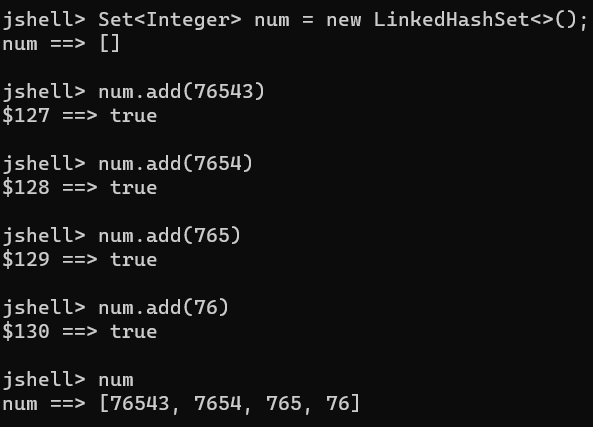 jshell> Set<Integer> num = new LinkedHashSet<>();
num ==> []
jshell> num.add(76543)
$127 ==> true
jshell> num.add(7654)
$128 ==> true
jshell> num.add(765)
$129 ==> true
jshell> num.add(76)
$130 ==> true
jshell> num
num ==> [76543, 7654, 765, 76]